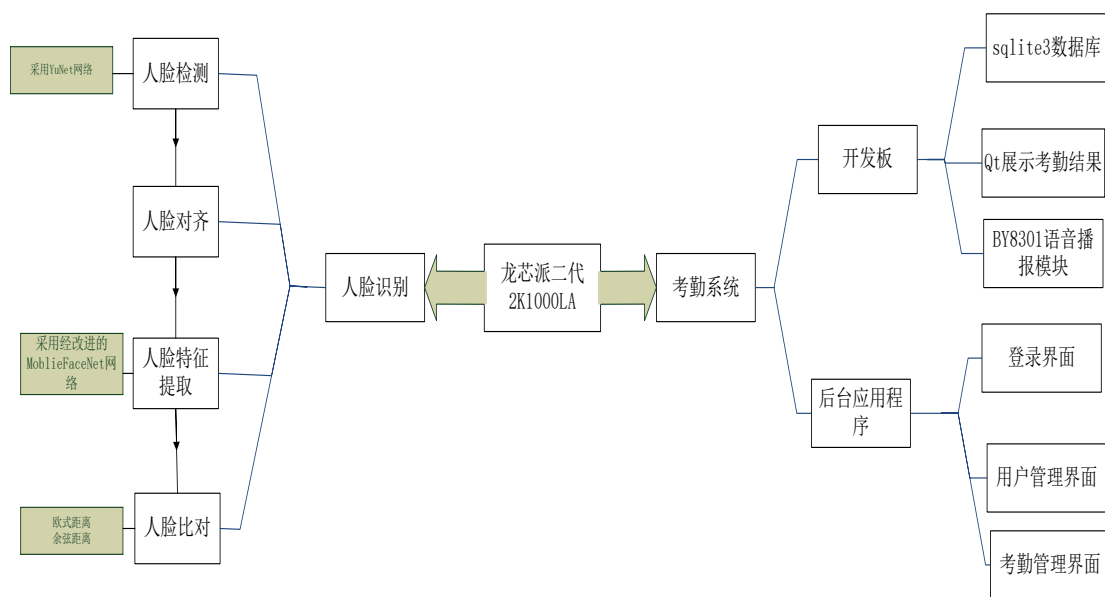 采用YuNet网络
人脸检测
人脸对齐
采用经改进的
MoblieFaceNet网
络
人脸特征
提取
欧式距离
余弦距离
人脸比对
人脸识别
龙芯派二代
2K1000LA
考勤系统
开发板
sqlite3数据库
Qt展示考勤结果
BY8301语音播
报模块
后台应用程
序
登录界面
用户管理界面
考勤管理界面